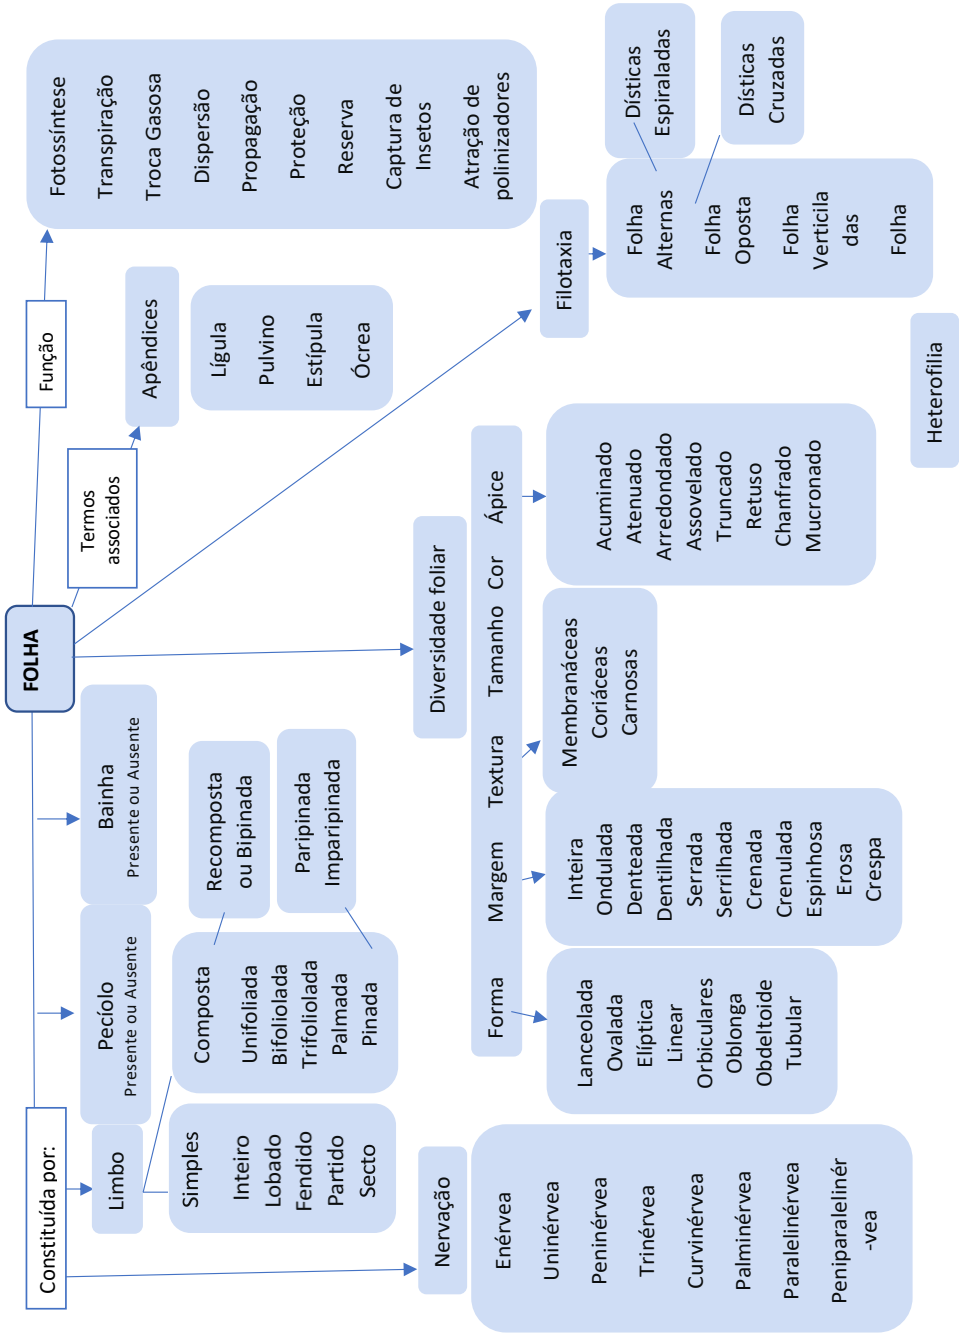 FOLHA
Constituída por:
Limbo
Pecíolo
Presente ou Ausente
Bainha
Presente ou Ausente
Simples
Inteiro
Lobado
Fendido
Partido
Secto
Composta
Unifoliada
Bifoliolada
Trifoliolada
Palmada
Pinada
Recomposta
ou Bipinada
Paripinada
Imparipinada
Nervação
Enérvea
Uninérvea
Peninérvea
Trinérvea
Curvinérvea
Palminérvea
Paralelinérvea
Peniparalelinér
-vea
Diversidade foliar
Forma Margem Textura Tamanho Cor Ápice
Lanceolada
Ovalada
Elíptica
Linear
Orbiculares
Oblonga
Obdeltoide
Tubular
Inteira
Ondulada
Denteada
Dentilhada
Serrada
Serrilhada
Crenada
Crenulada
Espinhosa
Erosa
Crespa
Membranáceas
Coriáceas
Carnosas
Acuminado
Atenuado
Arredondado
Assovelado
Truncado
Retuso
Chanfrado
Mucronado
Termos
associados
Apêndices
Lígula
Pulvino
Estípula
Ócrea
Função
Fotossíntese
Transpiração
Troca Gasosa
Dispersão
Propagação
Proteção
Reserva
Captura de
Insetos
Atração de
polinizadores
Filotaxia
Folha
Alternas
Folha
Oposta
Folha
Verticila
das
Folha
Dísticas
Espiraladas
Dísticas
Cruzadas
Heterofilia